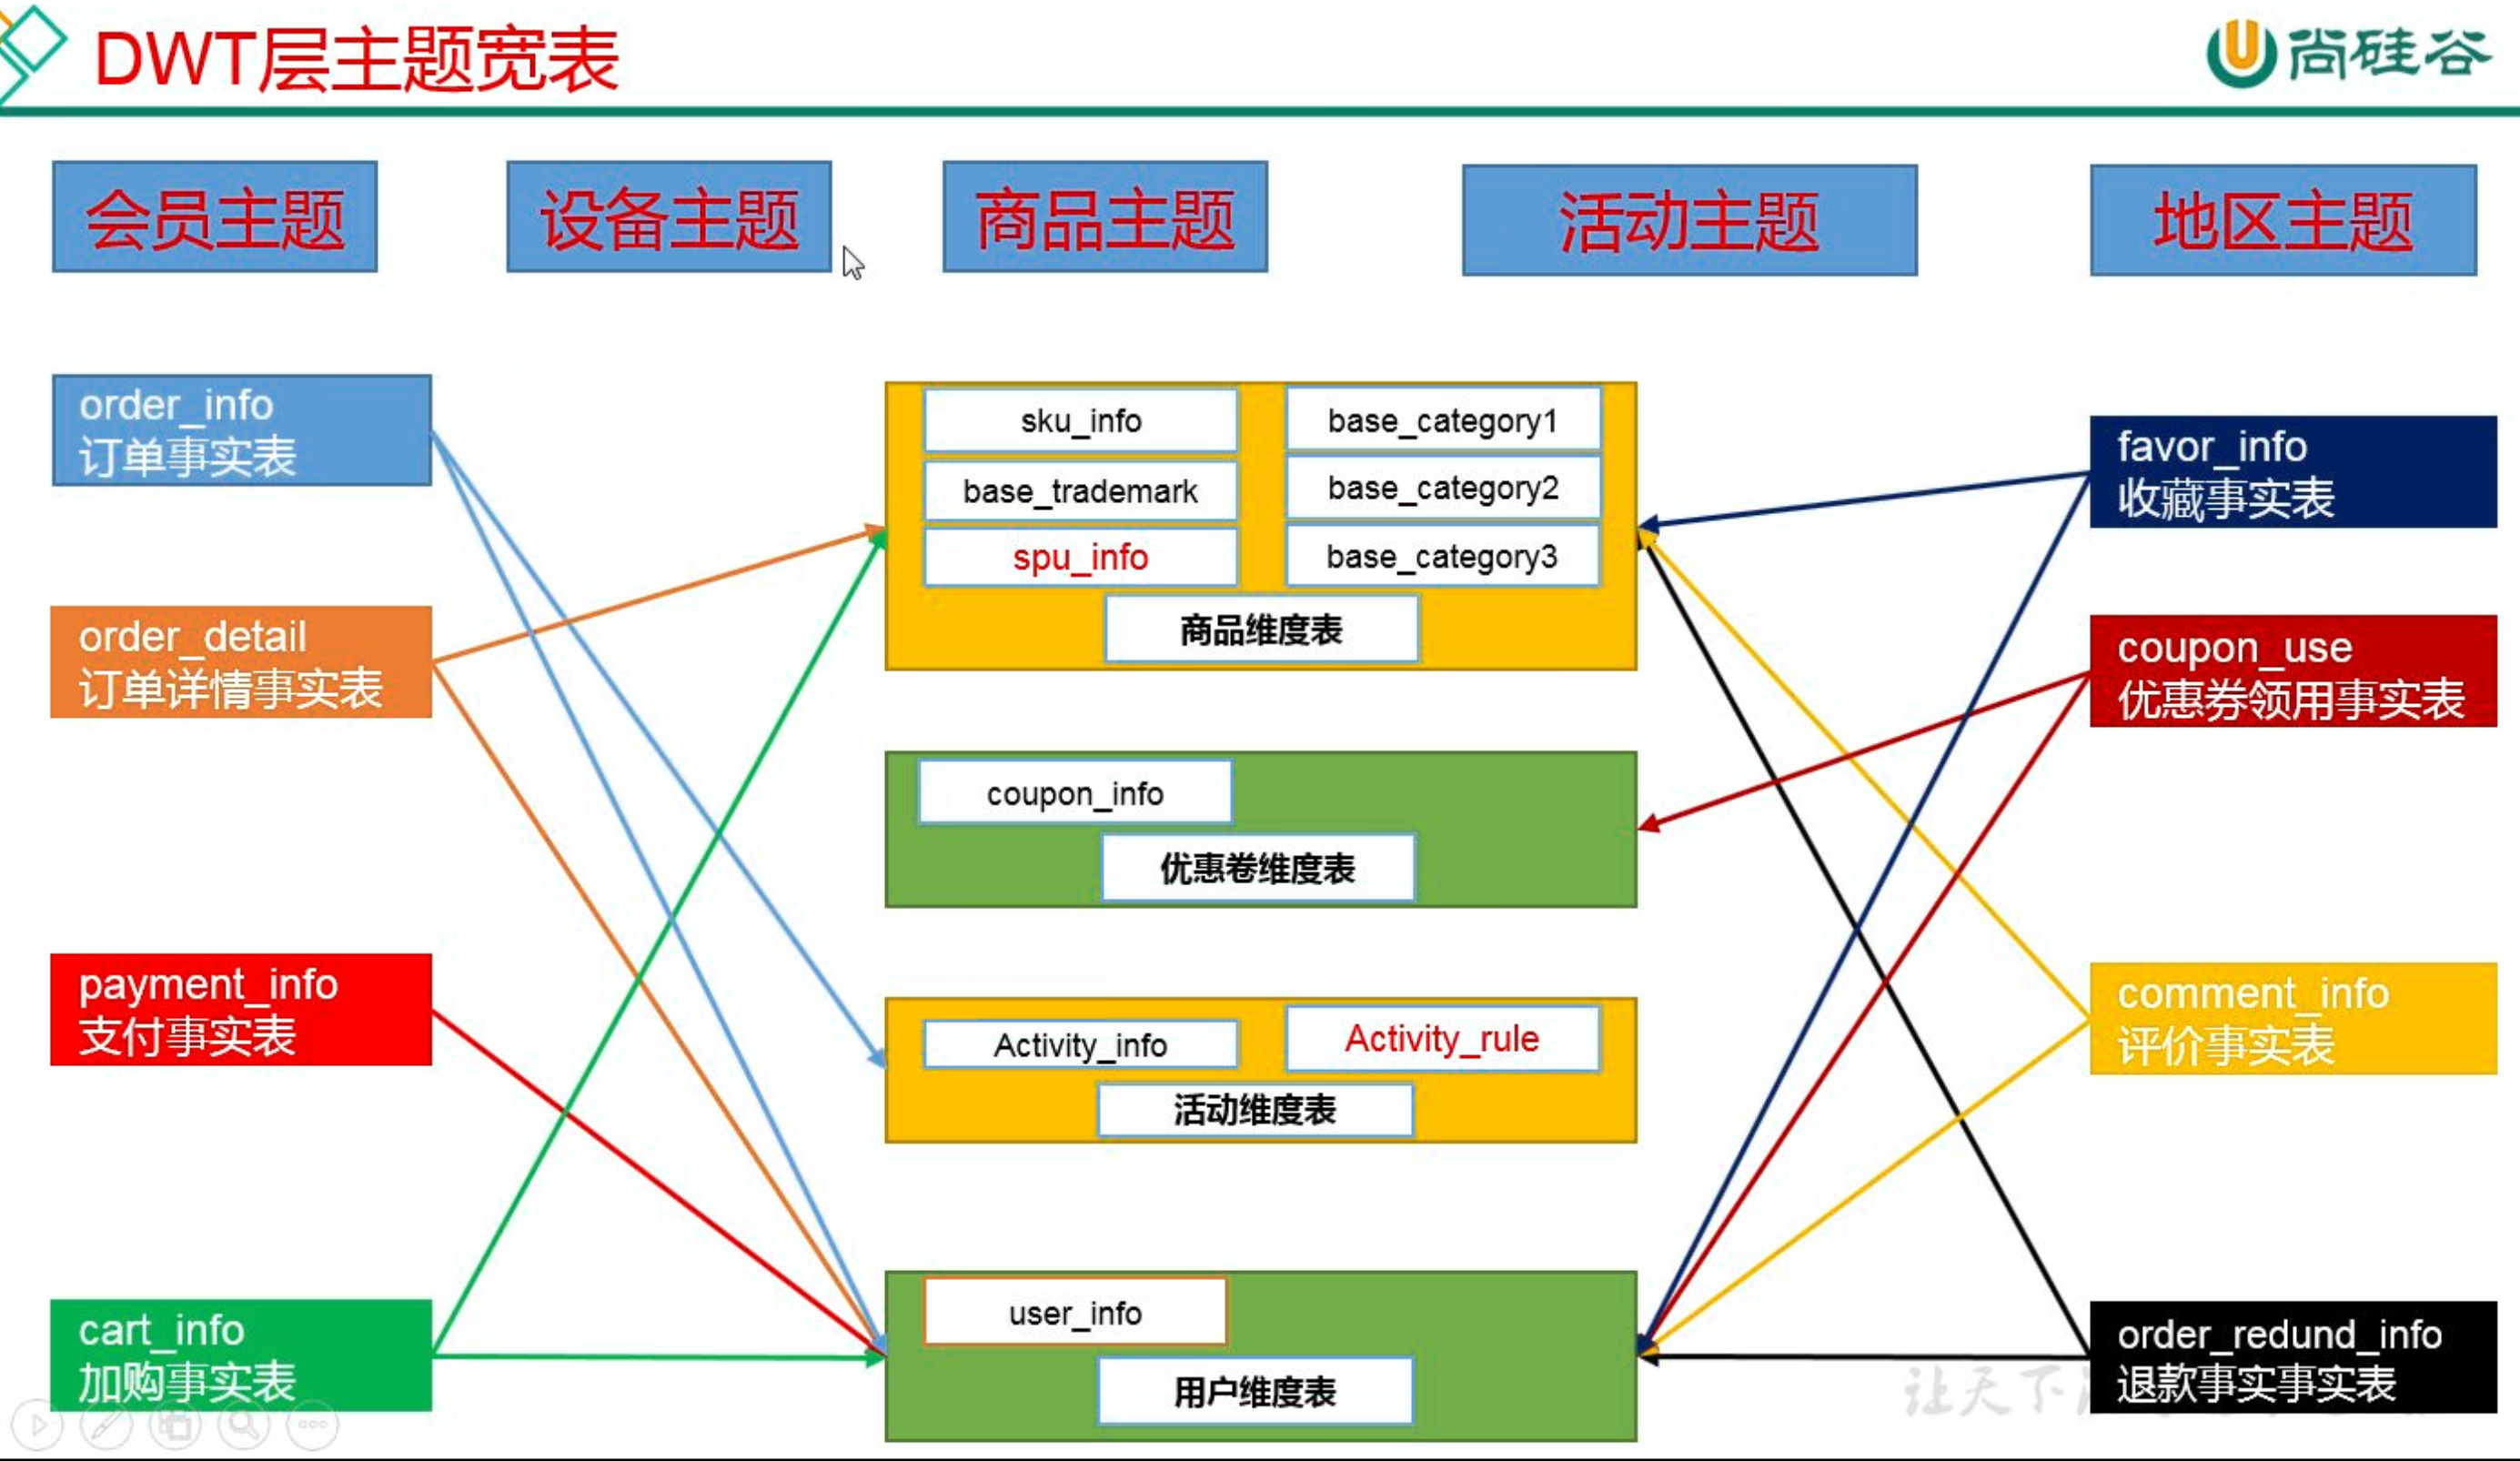 DWT层主题宽表
尚硅谷
会员主题
设备主题
商品主题
活动主题
地区主题
order_info
订单事实表
order_detail
订单详情事实表
payment_info
支付事实表
cart_info
加购事实表
sku_info
base_category1
base_trademark
base_category2
spu_info
base_category3
商品维度表
coupon_info
优惠卷维度表
Activity_info
Activity_rule
活动维度表
user_info
用户维度表
favor_info
收藏事实表
coupon_use
优惠券领用事实表
comment_info
评价事实表
order_redund_info
退款事实事实表
让天下